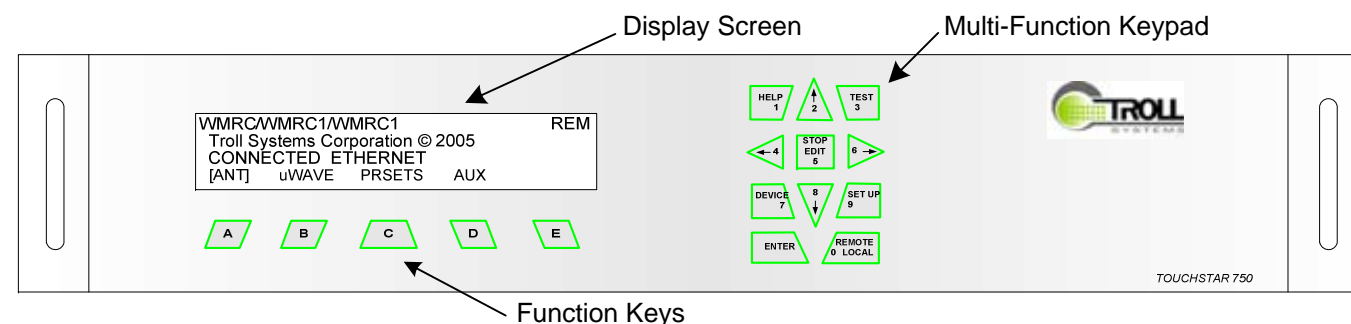 Display Screen
Multi-Function Keypad
WMRC/WMRC1/WMRC1 REM
Troll Systems Corporation © 2005
CONNECTED ETHERNET
[ANT] uWAVE PRSETS AUX
A B C D E
HELP
1
↑
2
TEST
3
←4
STOP
EDIT
5
6→
DEVICE
7
8
↓
SET UP
9
ENTER
REMOTE
0 LOCAL
TROLL
SYSTEMS
TOUCHSTAR 750
Function Keys